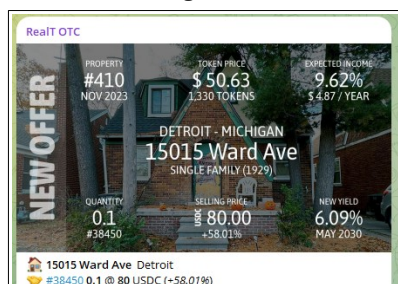 RealT OTC
PROPERTY
#410
NOV 2023
TOKEN PRICE
$ 50.63
1,330 TOKENS
EXPECTED INCOME
9.62%
$ 4.87 / YEAR
NEW OFFER
DETROIT - MICHIGAN
15015 Ward Ave
SINGLE FAMILY (1929)
QUANTITY
0.1
#38450
SELLING PRICE
USDC 80.00
+58.01%
NEW YIELD
6.09%
MAY 2030
15015 Ward Ave Detroit
#38450 0.1 @ 80 USDC (+58.01%)